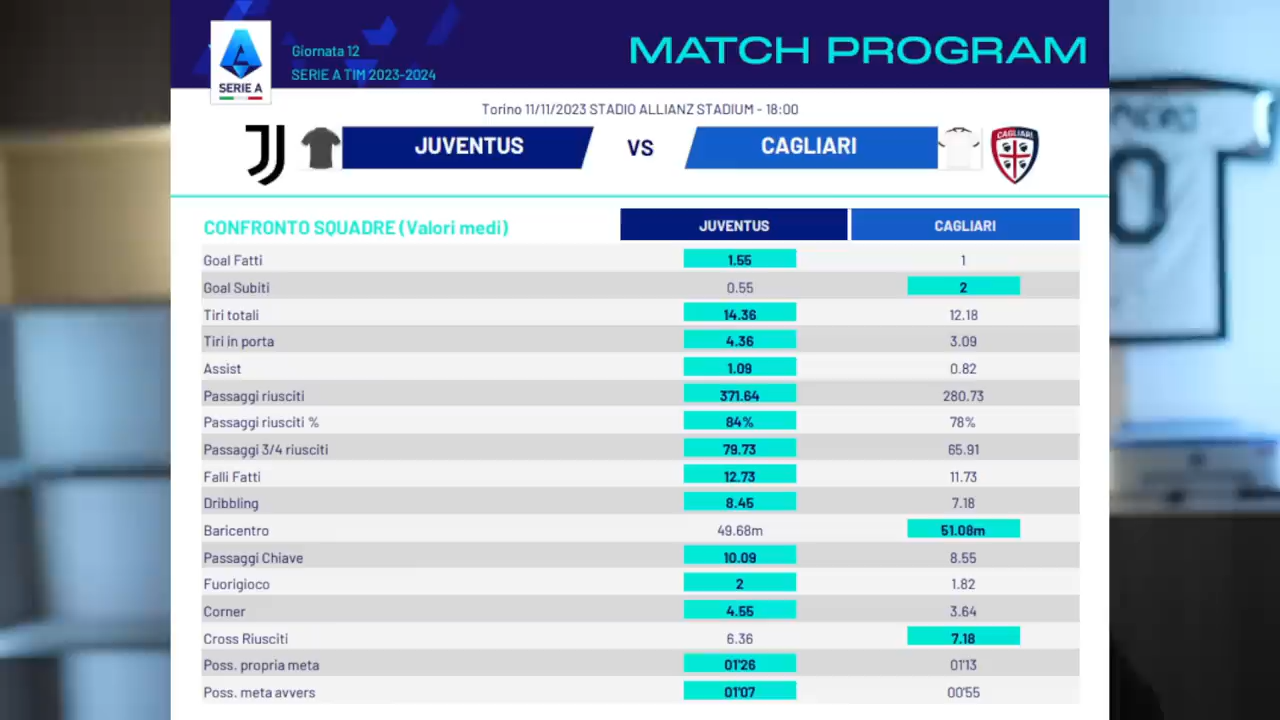 Giornata 12
SERIE A TIM 2023-2024
MATCH PROGRAM
SERIE A
Torino 11/11/2023 STADIO ALLIANZ STADIUM - 18:00
JUVENTUS VS CAGLIARI
CAGLIARI
CONFRONTO SQUADRE (Valori medi) JUVENTUS CAGLIARI
Goal Fatti 1.55 1
Goal Subiti 0.55 2
Tiri totali 14.36 12.18
Tiri in porta 4.36 3.09
Assist 1.09 0.82
Passaggi riusciti 371.64 280.73
Passaggi riusciti % 84% 78%
Passaggi 3/4 riusciti 79.73 65.91
Falli Fatti 12.73 11.73
Dribbling 8.45 7.18
Baricentro 49.68m 51.08m
Passaggi Chiave 10.09 8.55
Fuorigioco 2 1.82
Corner 4.55 3.64
Cross Riusciti 6.36 7.18
Poss. propria meta 01'26 01'13
Poss. meta avvers 01'07 00'55